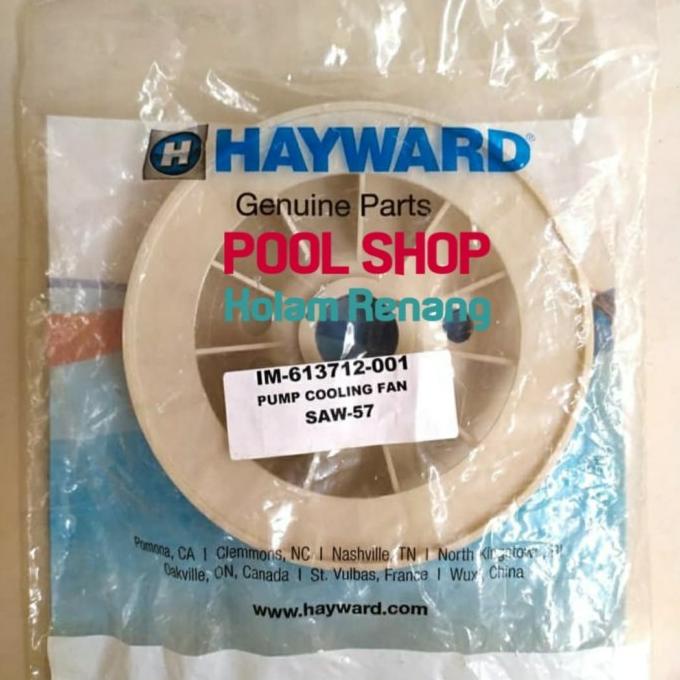 H HAYWARD®
Genuine Parts
POOL SHOP
Kolam Renang
IM-613712-001
PUMP COOLING FAN
SAW-57
Pomona, CA | Clemmons, NC | Nashville, TN | North Kingstown, RI
Oakville, ON, Canada | St. Vulbas, France | Wuxi, China
www.hayward.com